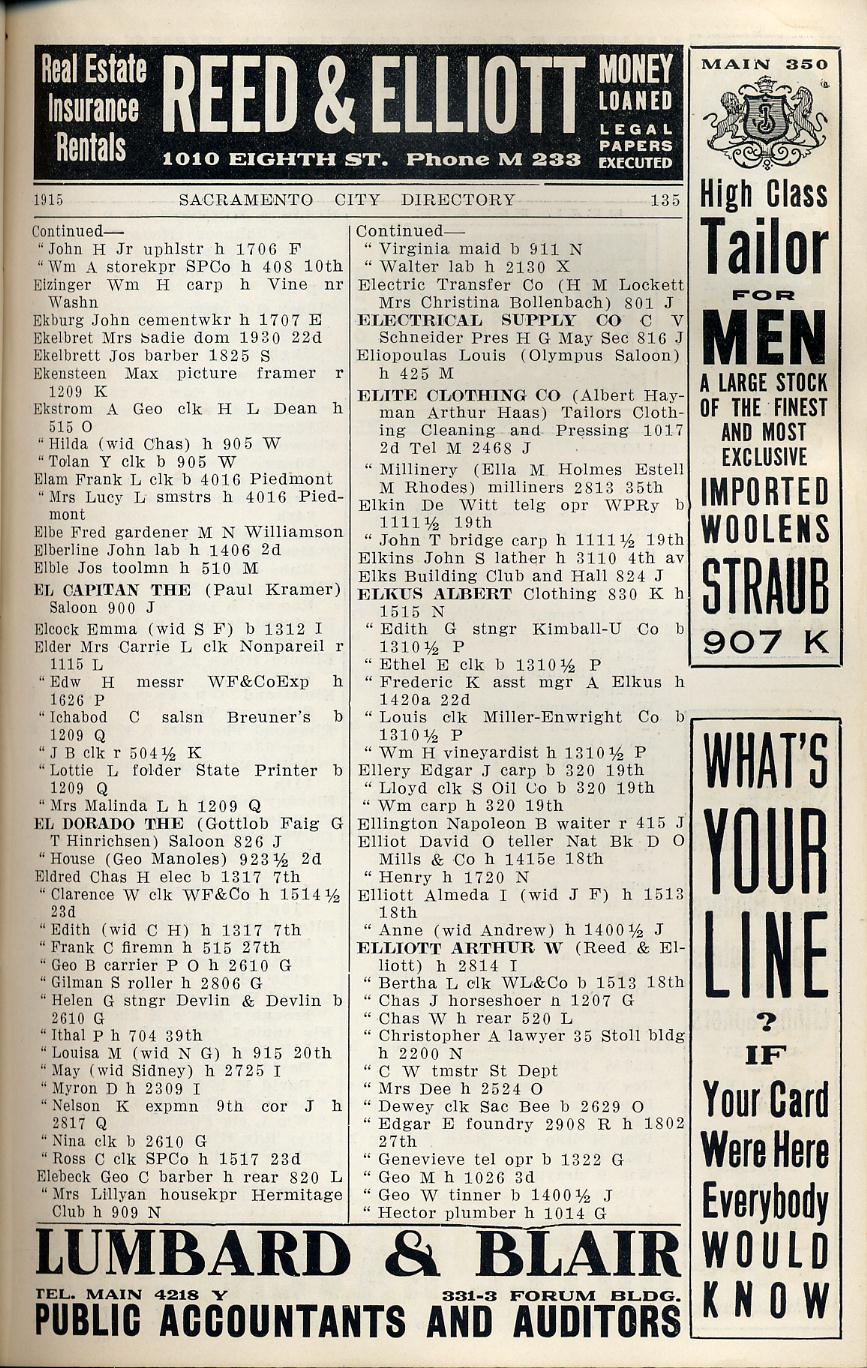 Real Estate
Insurance
Rentals
REED & ELLIOTT
1010 EIGHTH ST. Phone M 233
MONEY
LOANED
LEGAL
PAPERS
EXECUTED
1915 SACRAMENTO CITY DIRECTORY 135
Continued—
" John H Jr uphlstr h 1706 F
" Wm A storekpr SPCo h 408 10th
Eizinger Wm H carp h Vine nr
Washn
Ekburg John cementwkr h 1707 E
Ekelbret Mrs Sadie dom 1930 22d
Ekelbrett Jos barber 1825 S
Ekensteen Max picture framer r
1209 K
Ekstrom A Geo clk H L Dean h
515 O
" Hilda (wid Chas) h 905 W
" Tolan Y clk b 905 W
Elam Frank L clk b 4016 Piedmont
" Mrs Lucy L smstrs h 4016 Pied-
mont
Elbe Fred gardener M N Williamson
Elberline John lab h 1406 2d
Elble Jos toolmn h 510 M
EL CAPITAN THE (Paul Kramer)
Saloon 900 J
Elcock Emma (wid S F) b 1312 I
Elder Mrs Carrie L clk Nonpareil r
1115 L
" Edw H messr WF&CoExp h
1626 P
" Ichabod C salsn Breuner's b
1209 Q
" J B clk r 504½ K
" Lottie L folder State Printer b
1209 Q
" Mrs Malinda L h 1209 Q
EL DORADO THE (Gottlob Faig G
T Hinrichsen) Saloon 826 J
" House (Geo Manoles) 923½ 2d
Eldred Chas H elec b 1317 7th
" Clarence W clk WF&Co h 1514½
23d
" Edith (wid C H) h 1317 7th
" Frank C firemn h 515 27th
" Geo B carrier P O h 2610 G
" Gilman S roller h 2806 G
" Helen G stngr Devlin & Devlin b
2610 G
" Ithal P h 704 39th
" Louisa M (wid N G) h 915 20th
" May (wid Sidney) h 2725 I
" Myron D h 2309 I
" Nelson K expmn 9th cor J h
2817 Q
" Nina clk b 2610 G
" Ross C clk SPCo h 1517 23d
Elebeck Geo C barber h rear 820 L
" Mrs Lillyan housekpr Hermitage
Club h 909 N
Continued—
" Virginia maid b 911 N
" Walter lab h 2130 X
Electric Transfer Co (H M Lockett
Mrs Christina Bollenbach) 801 J
ELECTRICAL SUPPLY CO C V
Schneider Pres H G May Sec 816 J
Eliopoulas Louis (Olympus Saloon)
h 425 M
ELITE CLOTHING CO (Albert Hay-
man Arthur Haas) Tailors Cloth-
ing Cleaning and Pressing 1017
2d Tel M 2468 J
" Millinery (Ella M Holmes Estell
M Rhodes) milliners 2813 35th
Elkin De Witt telg opr WPRy b
1111½ 19th
" John T bridge carp h 1111½ 19th
Elkins John S lather h 3110 4th av
Elks Building Club and Hall 824 J
ELKUS ALBERT Clothing 830 K h
1515 N
" Edith G stngr Kimball-U Co b
1310½ P
" Ethel E clk b 1310½ P
" Frederic K asst mgr A Elkus h
1420a 22d
" Louis clk Miller-Enwright Co b
1310½ P
" Wm H vineyardist h 1310½ P
Ellery Edgar J carp b 320 19th
" Lloyd clk S Oil Co b 320 19th
" Wm carp h 320 19th
Ellington Napoleon B waiter r 415 J
Elliot David O teller Nat Bk D O
Mills & Co h 1415e 18th
" Henry h 1720 N
Elliott Almeda I (wid J F) h 1513
18th
" Anne (wid Andrew) h 1400½ J
ELLIOTT ARTHUR W (Reed & El-
liott) h 2814 I
" Bertha L clk WL&Co b 1513 18th
" Chas J horseshoer n 1207 G
" Chas W h rear 520 L
" Christopher A lawyer 35 Stoll bldg
h 2200 N
" C W tmstr St Dept
" Mrs Dee h 2524 O
" Dewey clk Sac Bee b 2629 O
" Edgar E foundry 2908 R h 1802
27th
" Genevieve tel opr b 1322 G
" Geo M h 1026 3d
" Geo W tinner b 1400½ J
" Hector plumber h 1014 G
MAIN 350
High Class
Tailor
FOR
MEN
A LARGE STOCK
OF THE FINEST
AND MOST
EXCLUSIVE
IMPORTED
WOOLENS
STRAUB
907 K
WHAT'S
YOUR
LINE
?
IF
Your Card
Were Here
Everybody
WOULD
KNOW
LUMBARD & BLAIR
TEL. MAIN 4218 Y 331-3 FORUM BLDG.
PUBLIC ACCOUNTANTS AND AUDITORS